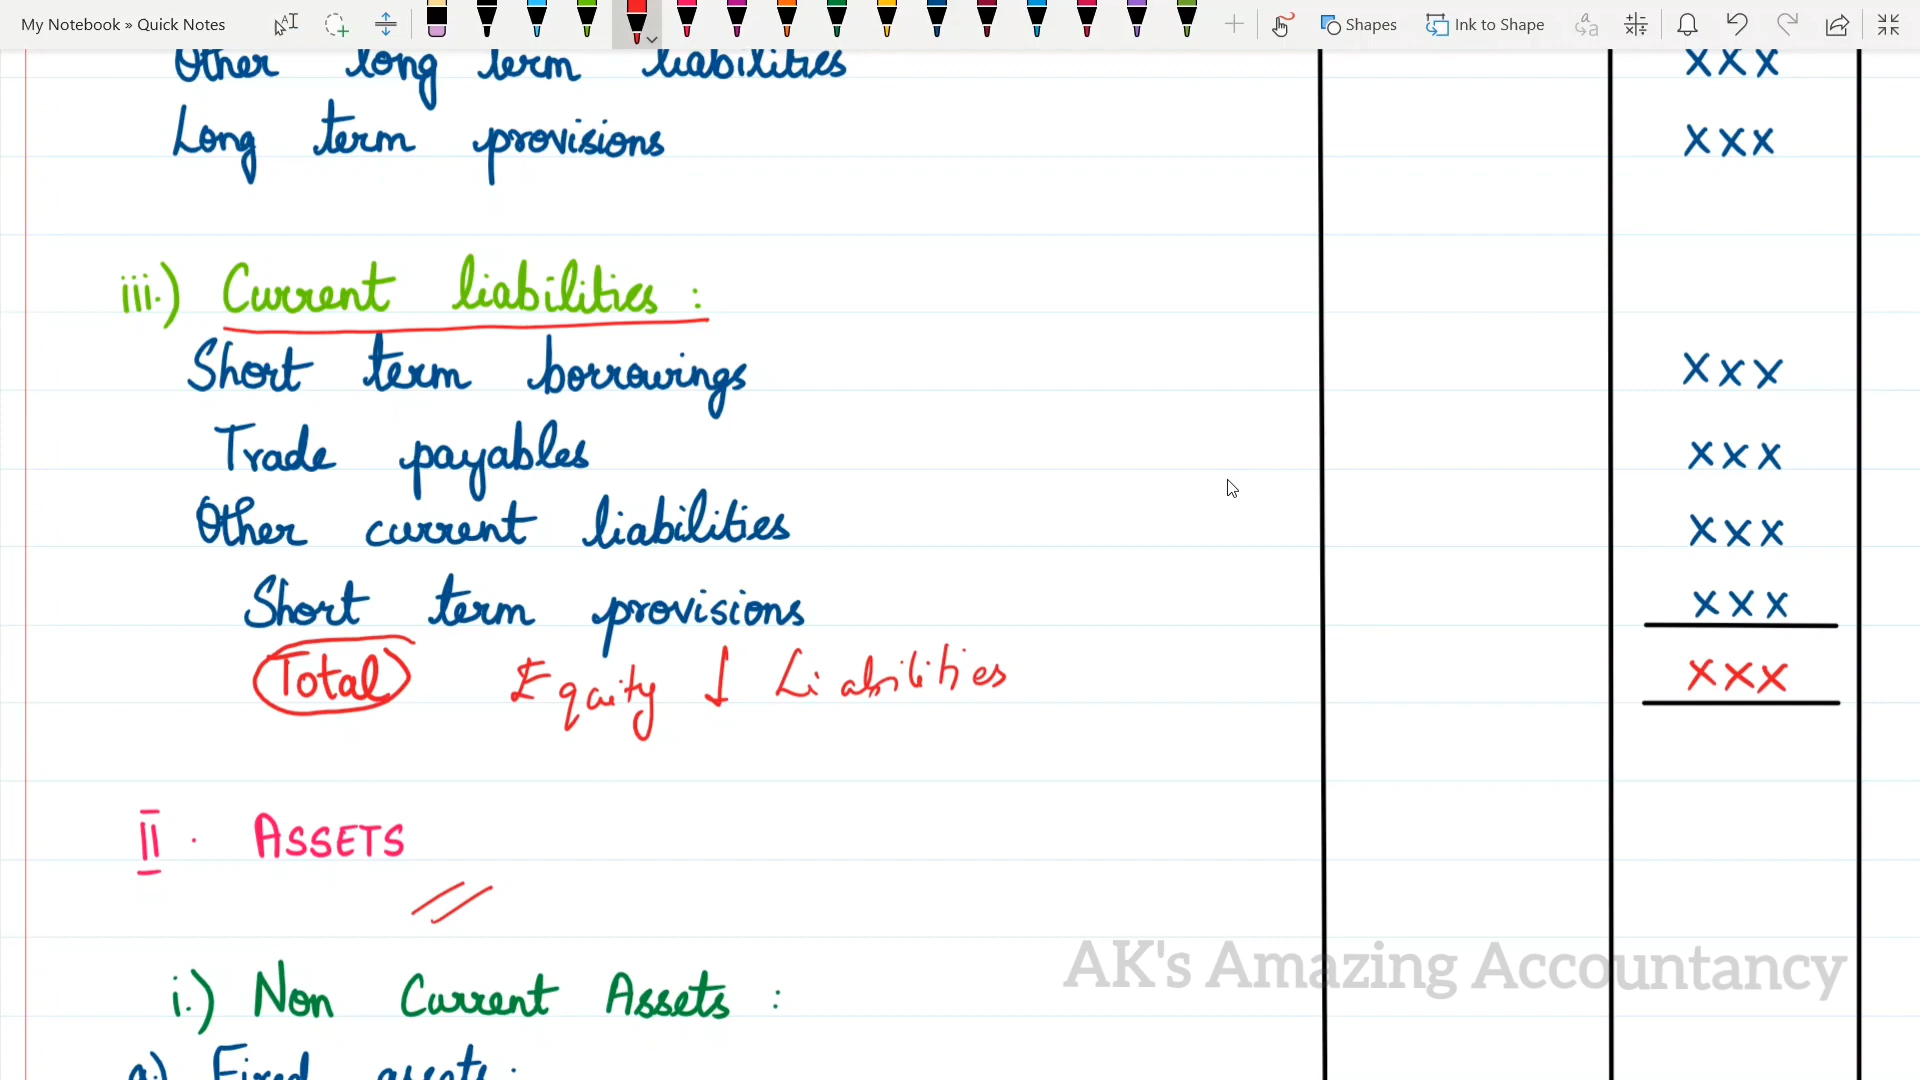 My Notebook » Quick Notes
Shapes
Ink to Shape
Other long term liabilities XXX
Long term provisions XXX
iii.) Current liabilities :
Short term borrowings XXX
Trade payables XXX
Other current liabilities XXX
Short term provisions XXX
Total Equity & Liabilities XXX
II . ASSETS
i.) Non Current Assets :
a.) Fixed assets :
AK's Amazing Accountancy